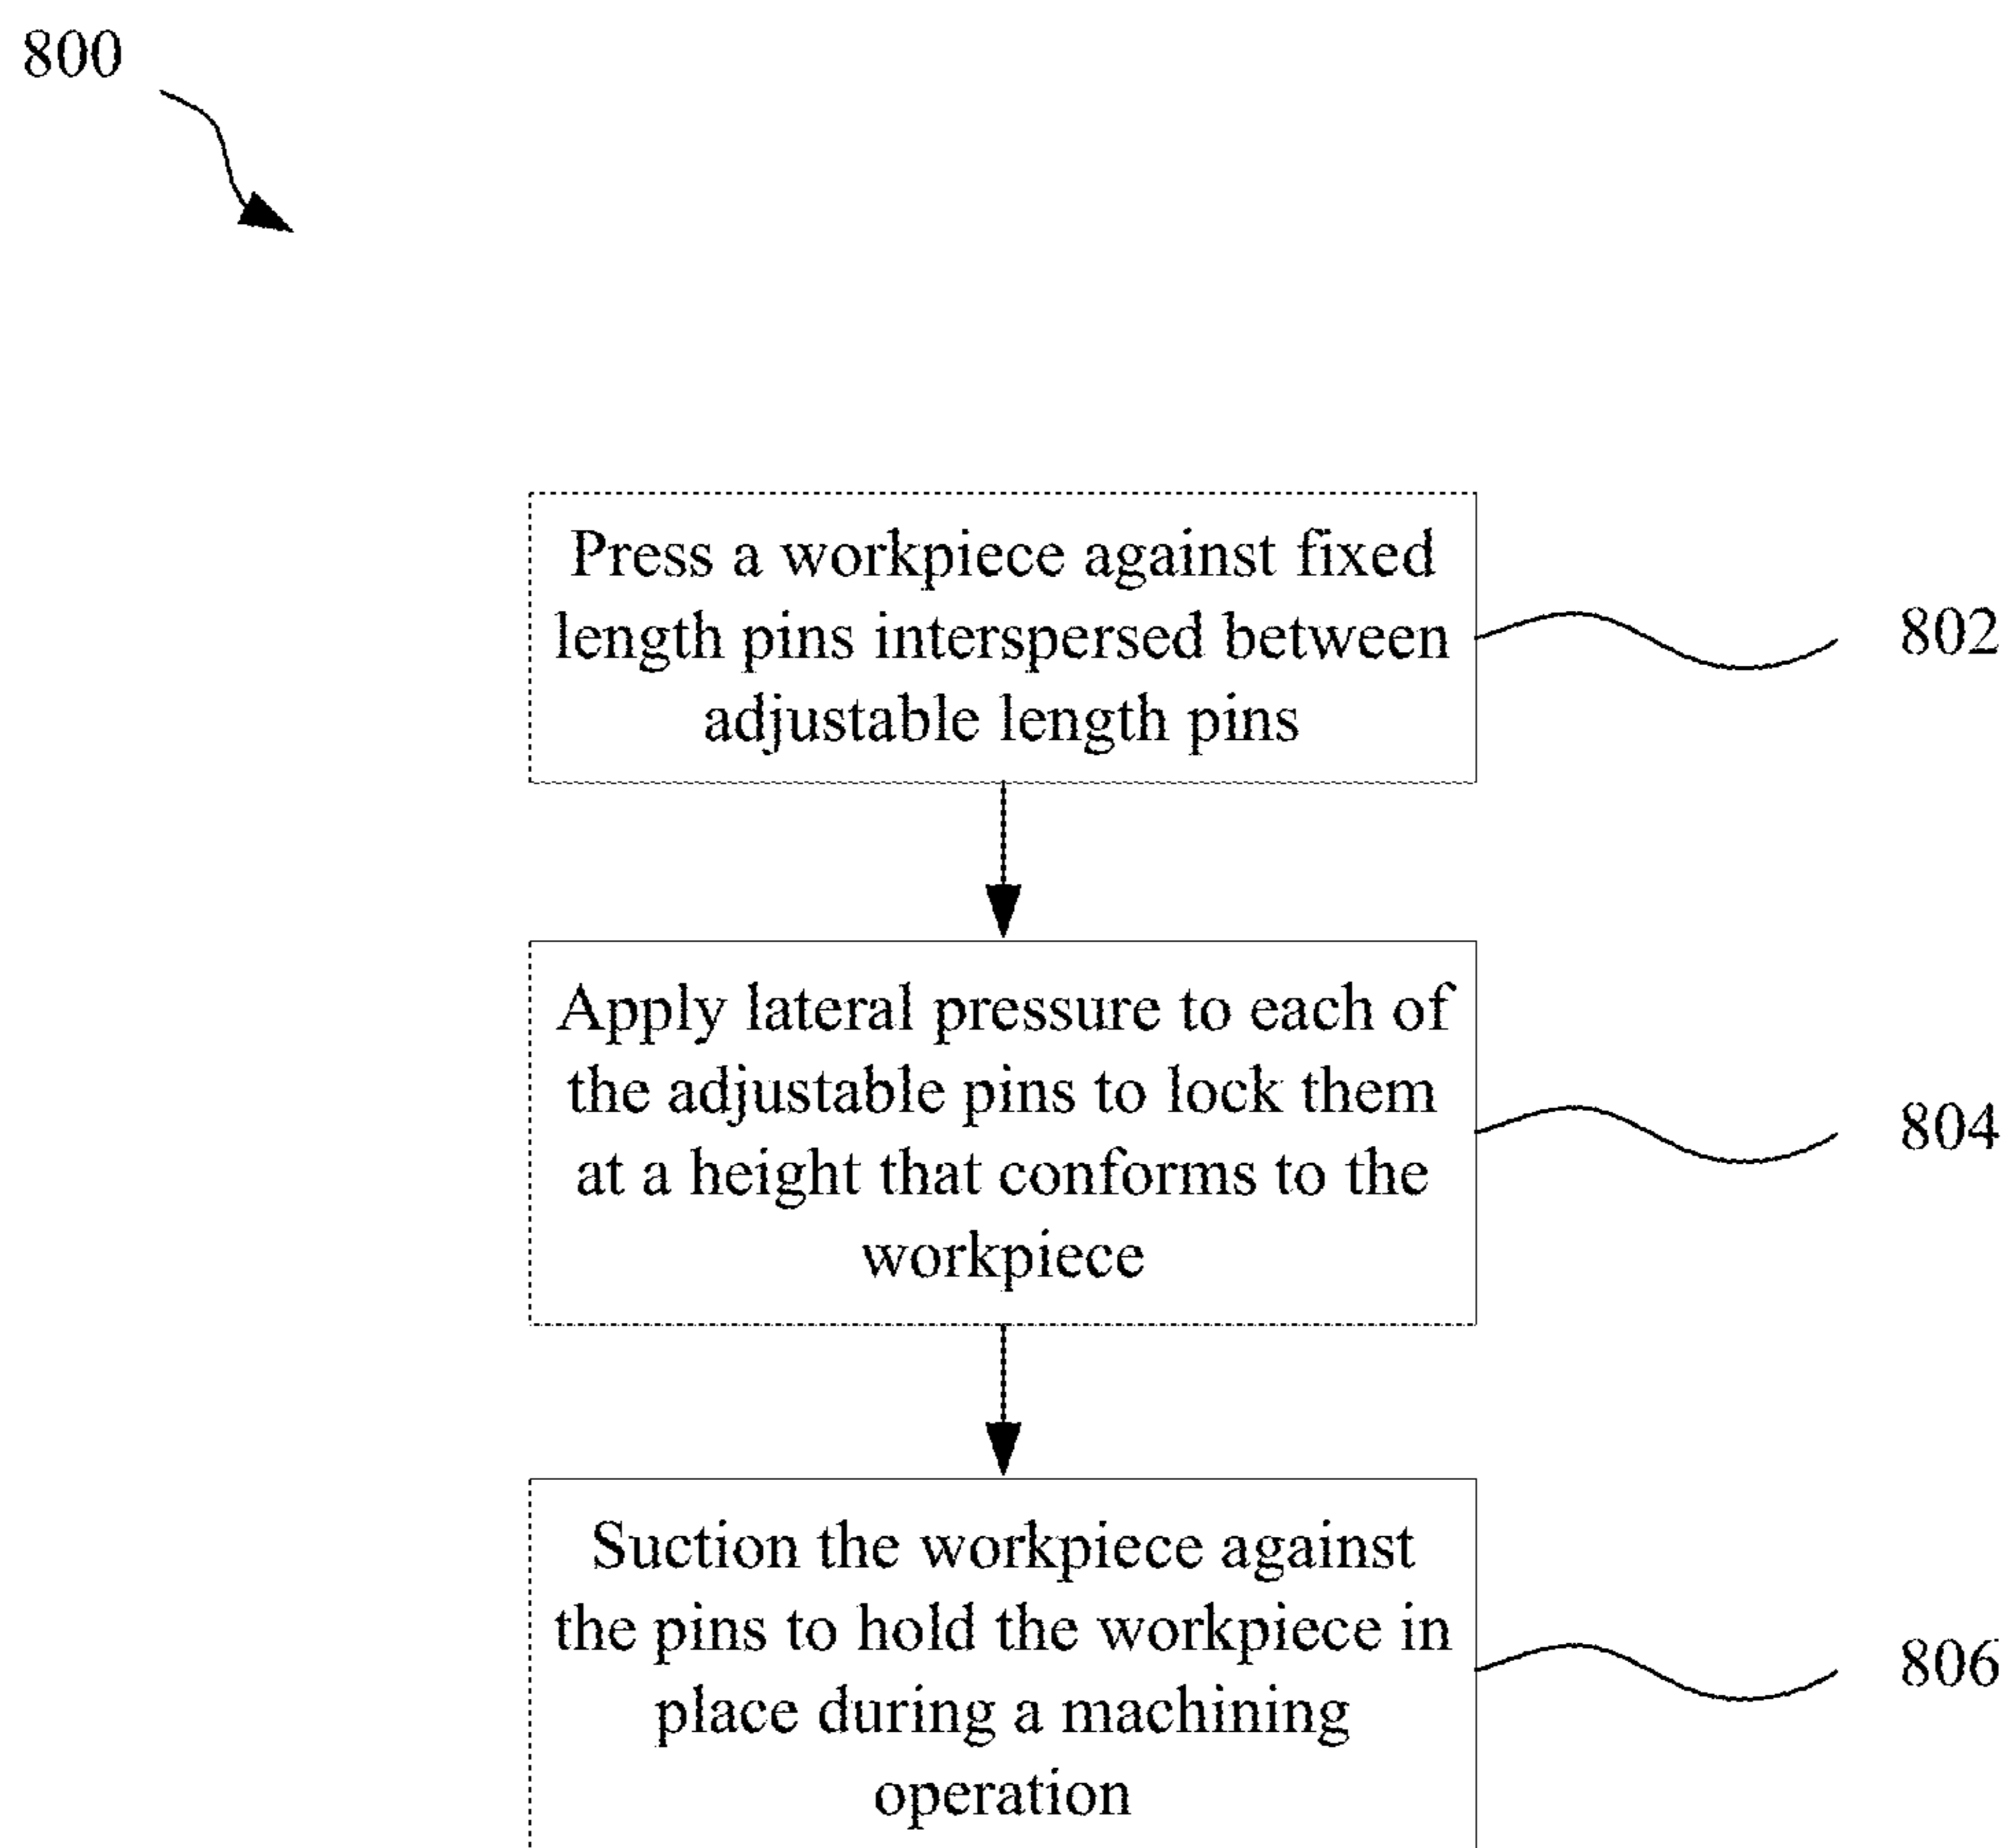 800
Press a workpiece against fixed
length pins interspersed between
adjustable length pins
802
Apply lateral pressure to each of
the adjustable pins to lock them
at a height that conforms to the
workpiece
804
Suction the workpiece against
the pins to hold the workpiece in
place during a machining
operation
806